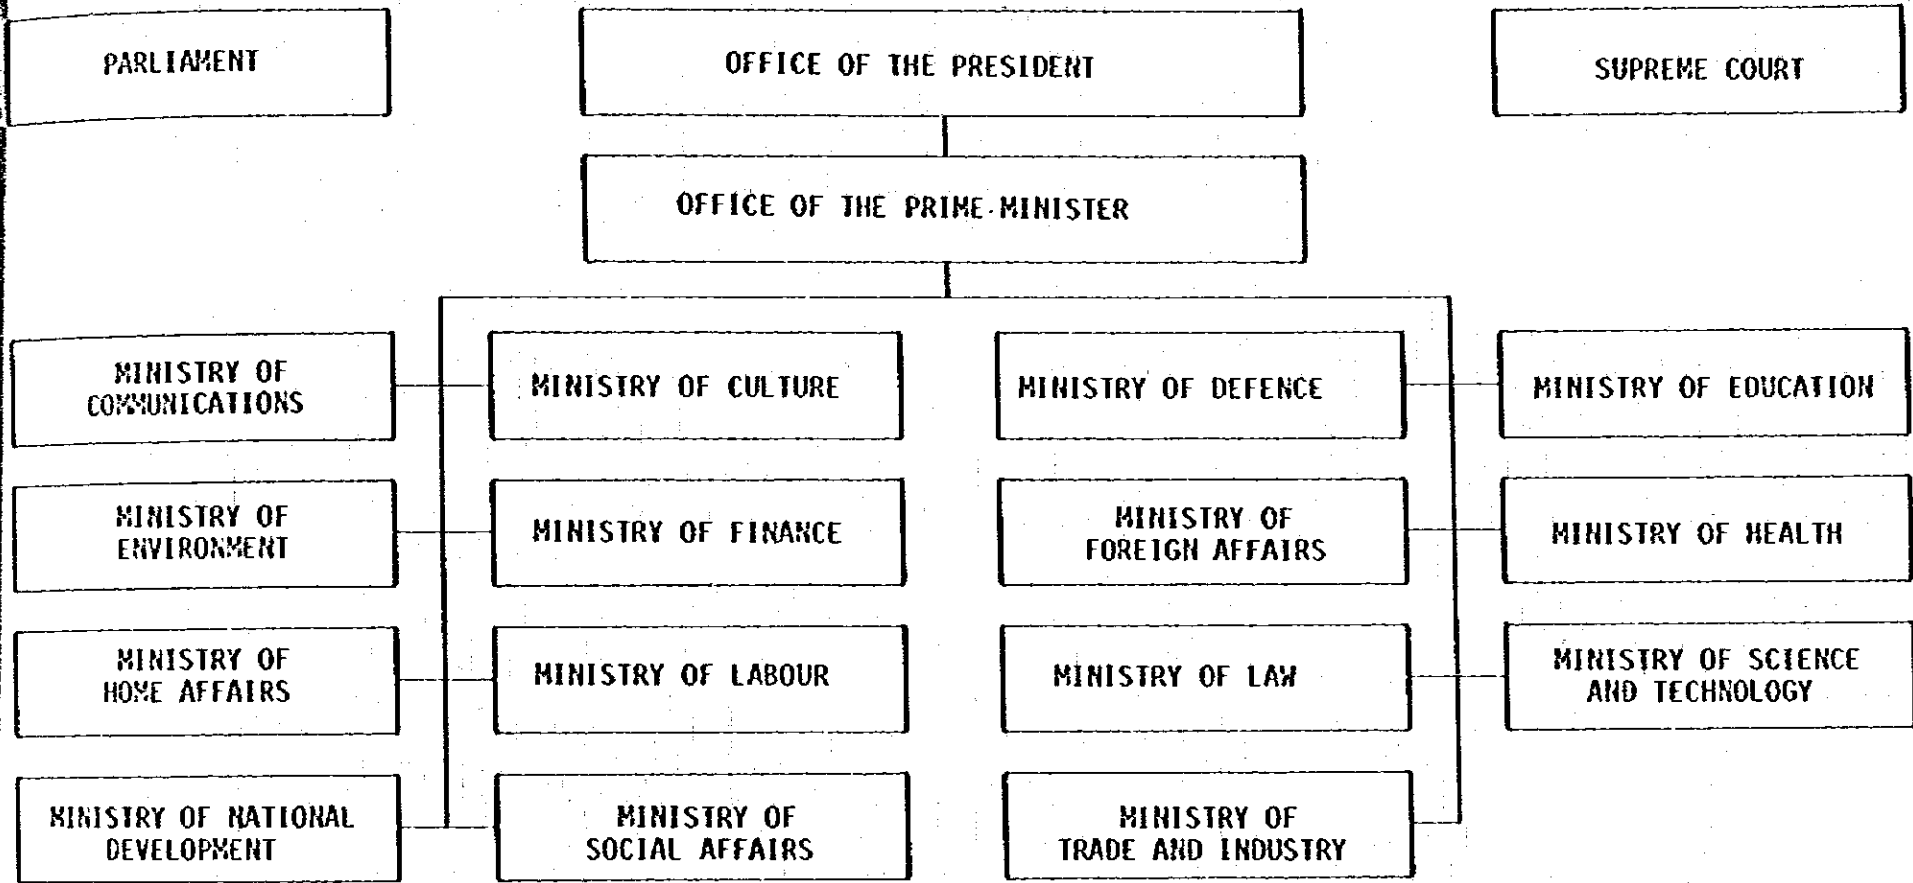 PARLIAMENT
OFFICE OF THE PRESIDENT
SUPREME COURT
OFFICE OF THE PRIME MINISTER
MINISTRY OF
COMMUNICATIONS
MINISTRY OF CULTURE
MINISTRY OF DEFENCE
MINISTRY OF EDUCATION
MINISTRY OF
ENVIRONMENT
MINISTRY OF FINANCE
MINISTRY OF
FOREIGN AFFAIRS
MINISTRY OF HEALTH
MINISTRY OF
HOME AFFAIRS
MINISTRY OF LABOUR
MINISTRY OF LAW
MINISTRY OF SCIENCE
AND TECHNOLOGY
MINISTRY OF NATIONAL
DEVELOPMENT
MINISTRY OF
SOCIAL AFFAIRS
MINISTRY OF
TRADE AND INDUSTRY